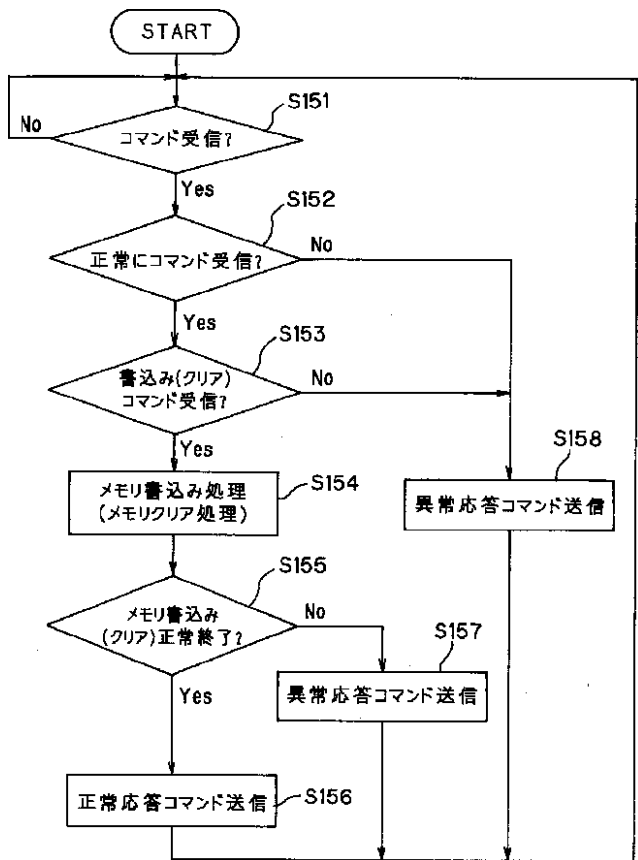 START
S151
No
コマンド受信?
Yes
S152
No
正常にコマンド受信?
Yes
S153
書込み(クリア)
コマンド受信?
No
Yes
S158
メモリ書込み処理
(メモリクリア処理)
S154
異常応答コマンド送信
S155
メモリ書込み
(クリア)正常終了?
No
S157
Yes
異常応答コマンド送信
正常応答コマンド送信
S156